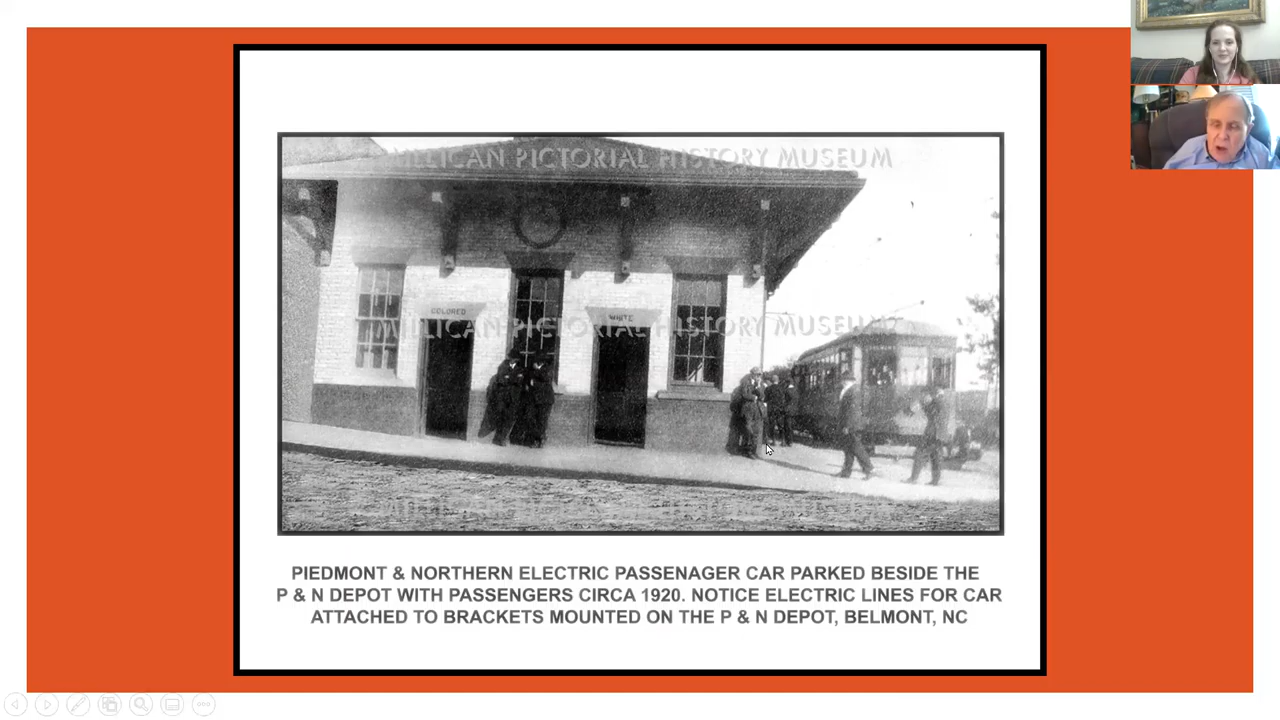 MILLICAN PICTORIAL HISTORY MUSEUM
COLORED
WHITE
MILLICAN PICTORIAL HISTORY MUSEUM
PIEDMONT & NORTHERN ELECTRIC PASSENAGER CAR PARKED BESIDE THE
P & N DEPOT WITH PASSENGERS CIRCA 1920. NOTICE ELECTRIC LINES FOR CAR
ATTACHED TO BRACKETS MOUNTED ON THE P & N DEPOT, BELMONT, NC